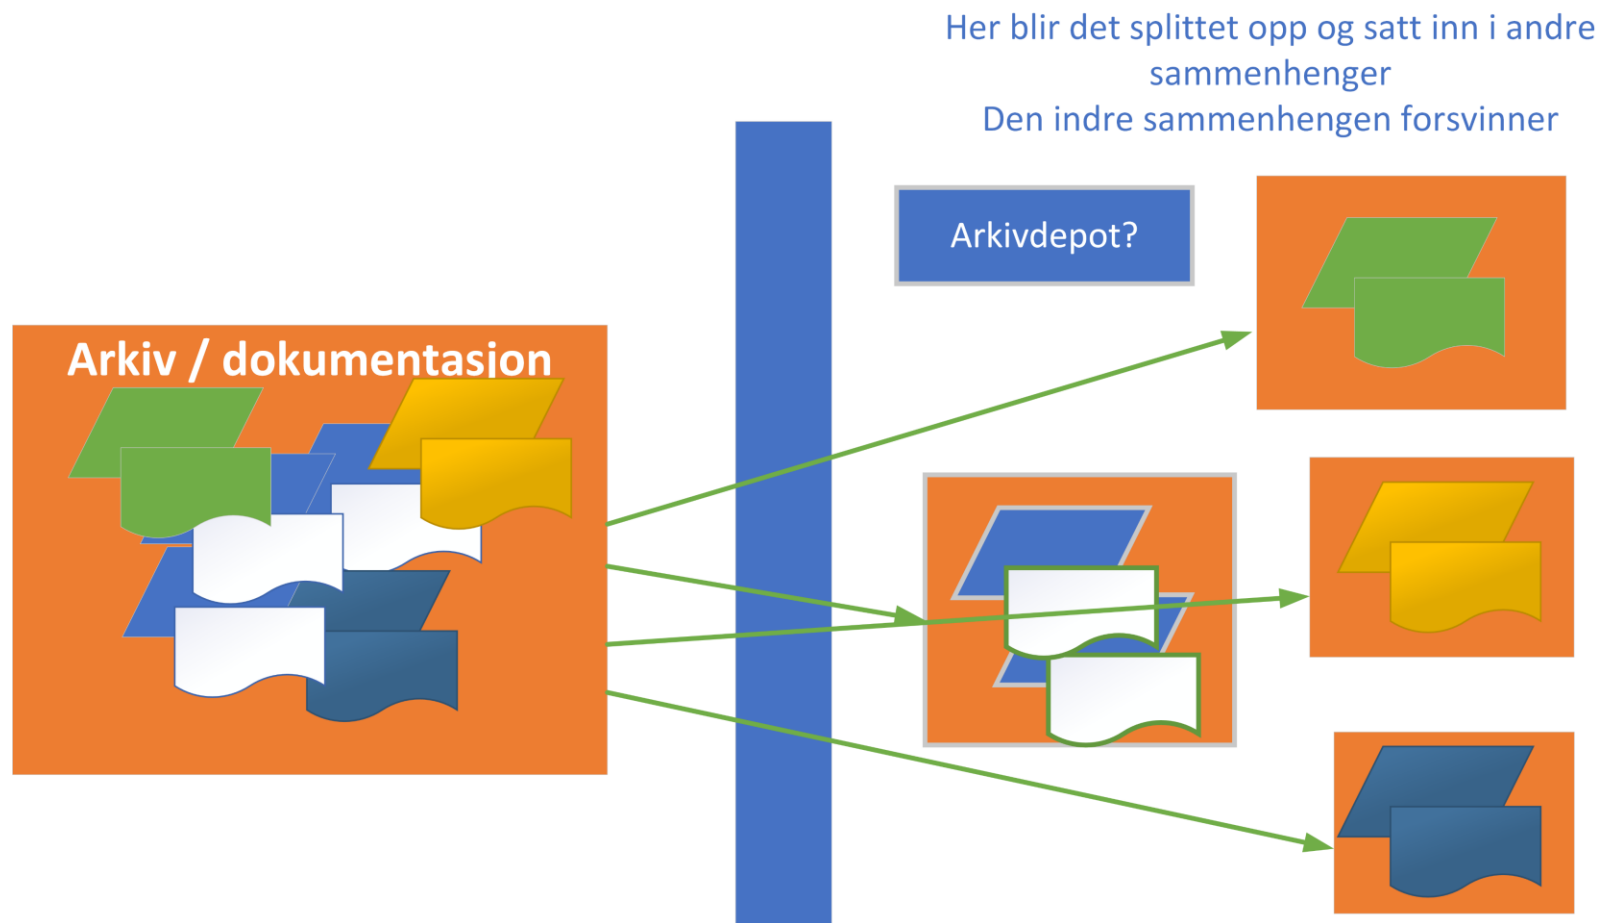 Her blir det splittet opp og satt inn i andre
sammenhenger
Den indre sammenhengen forsvinner
Arkivdepot?
Arkiv / dokumentasjon